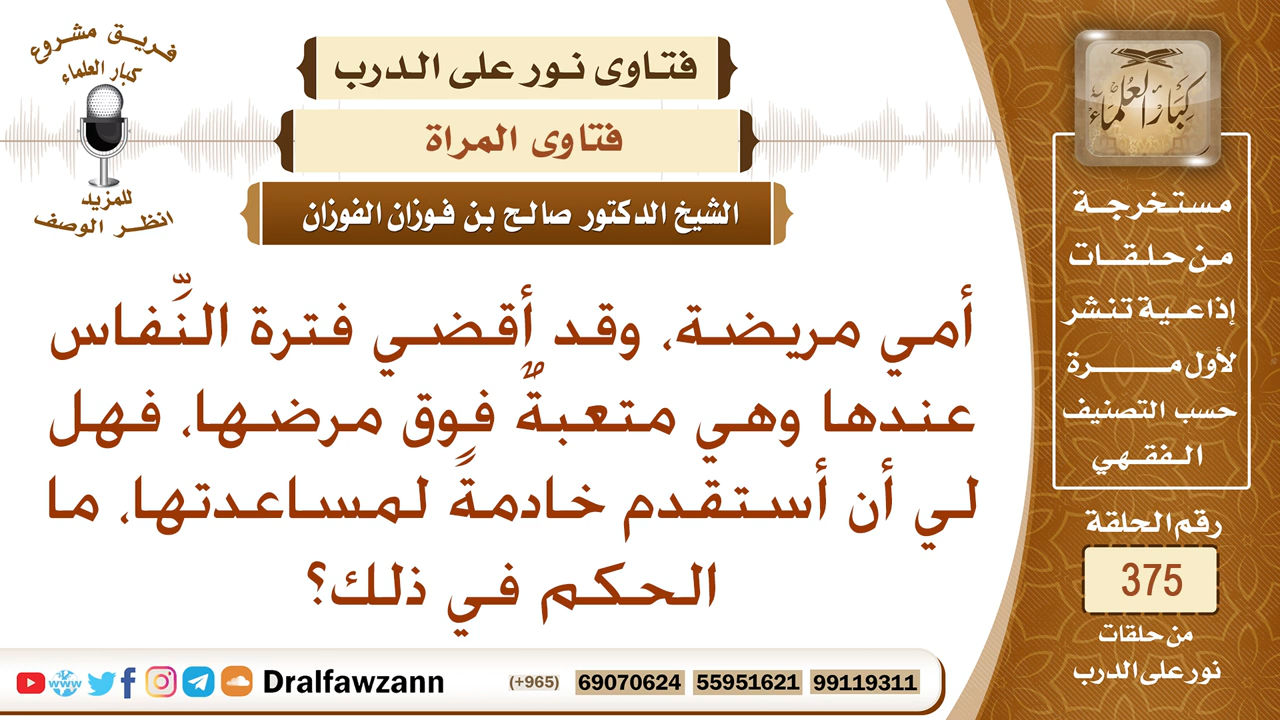 فريق مشروع
كبار العلماء
للمزيد
انظر الوصف
فتاوى نور على الدرب
فتاوى المراة
الشيخ الدكتور صالح بن فوزان الفوزان
أمي مريضة، وقد أقضي فترة النِّفاس
عندها وهي متعبةٌ فوق مرضها، فهل
لي أن أستقدم خادمةً لمساعدتها، ما
الحكم في ذلك؟
كبار العلماء
مستخرجة
من حلقات
إذاعية تنشر
لأول مرة
حسب التصنيف
الفقهي
رقم الحلقة
375
من حلقات
نور على الدرب
www
Dralfawzann
(+965) 69070624 55951621 99119311